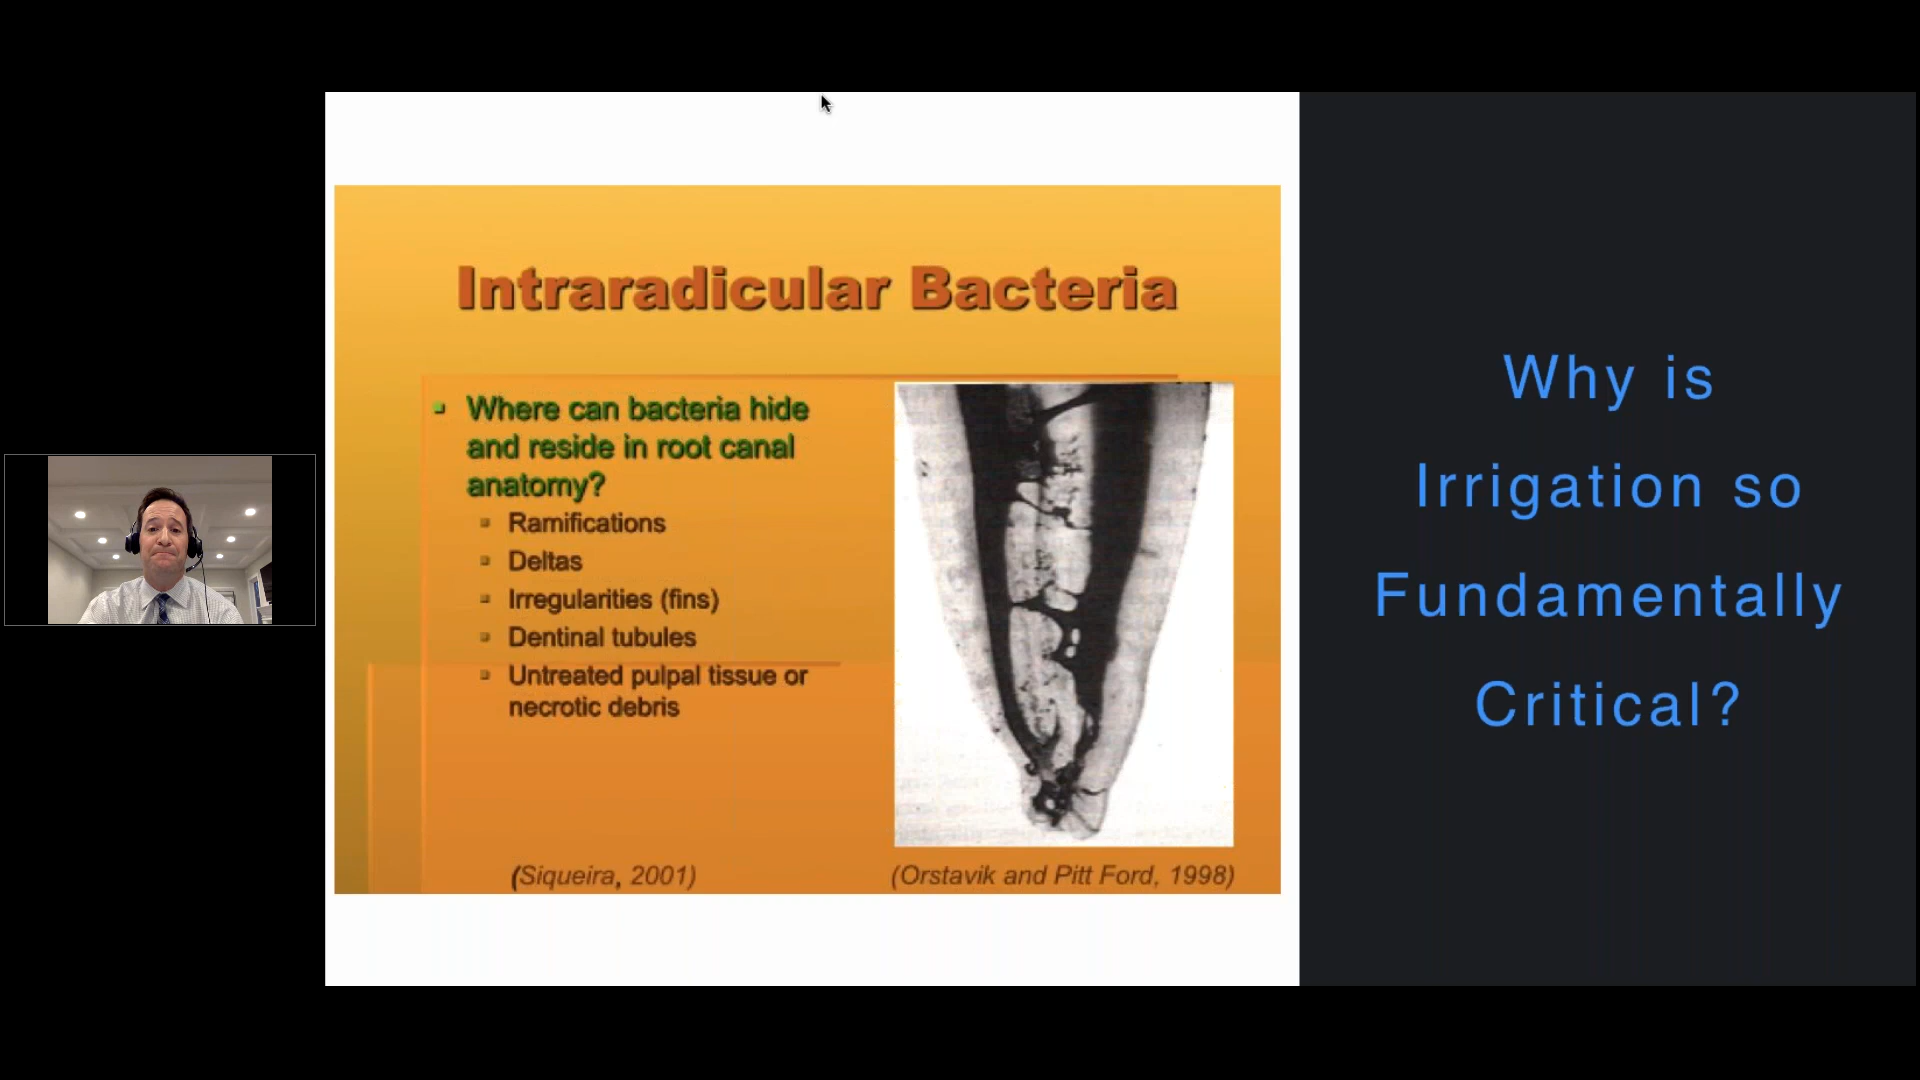 Intraradicular Bacteria
Where can bacteria hide
and reside in root canal
anatomy?
Ramifications
Deltas
Irregularities (fins)
Dentinal tubules
Untreated pulpal tissue or
necrotic debris
(Siqueira, 2001)
(Orstavik and Pitt Ford, 1998)
Why is
Irrigation so
Fundamentally
Critical?